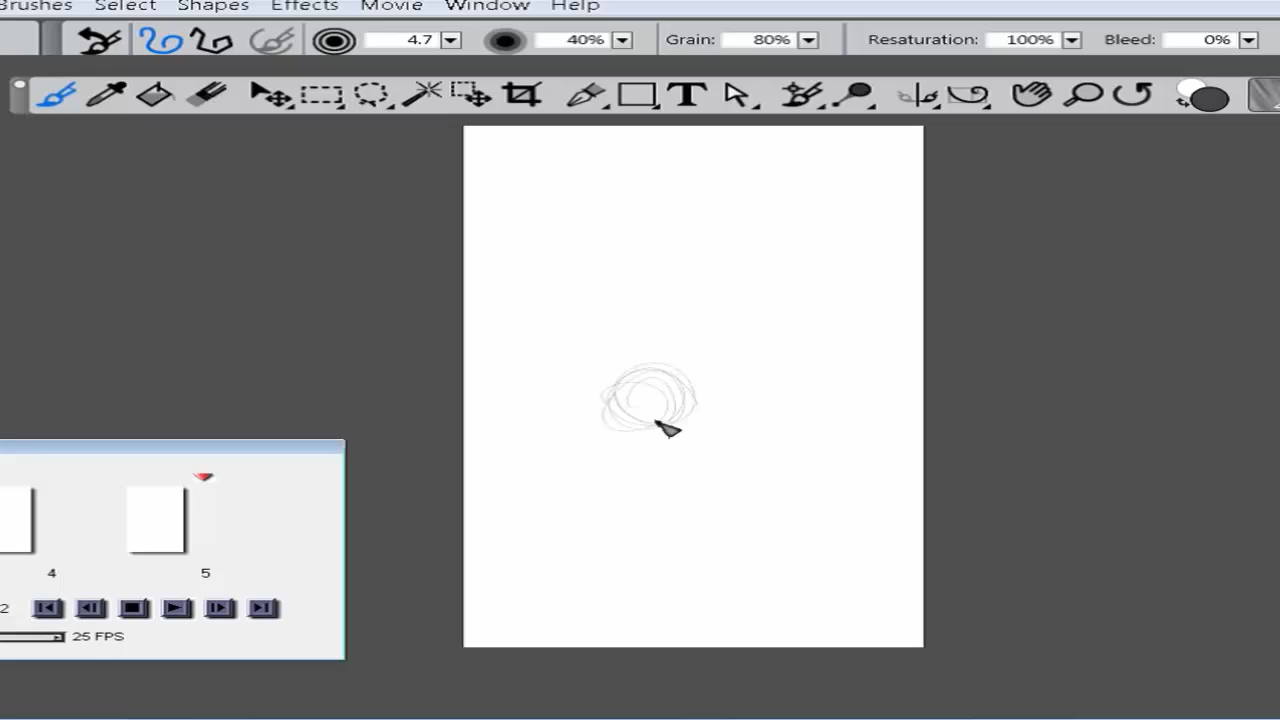 Brushes Select Shapes Effects Movie Window Help
4.7 40% Grain: 80% Resaturation: 100% Bleed: 0%
T
4 5
2
25 FPS